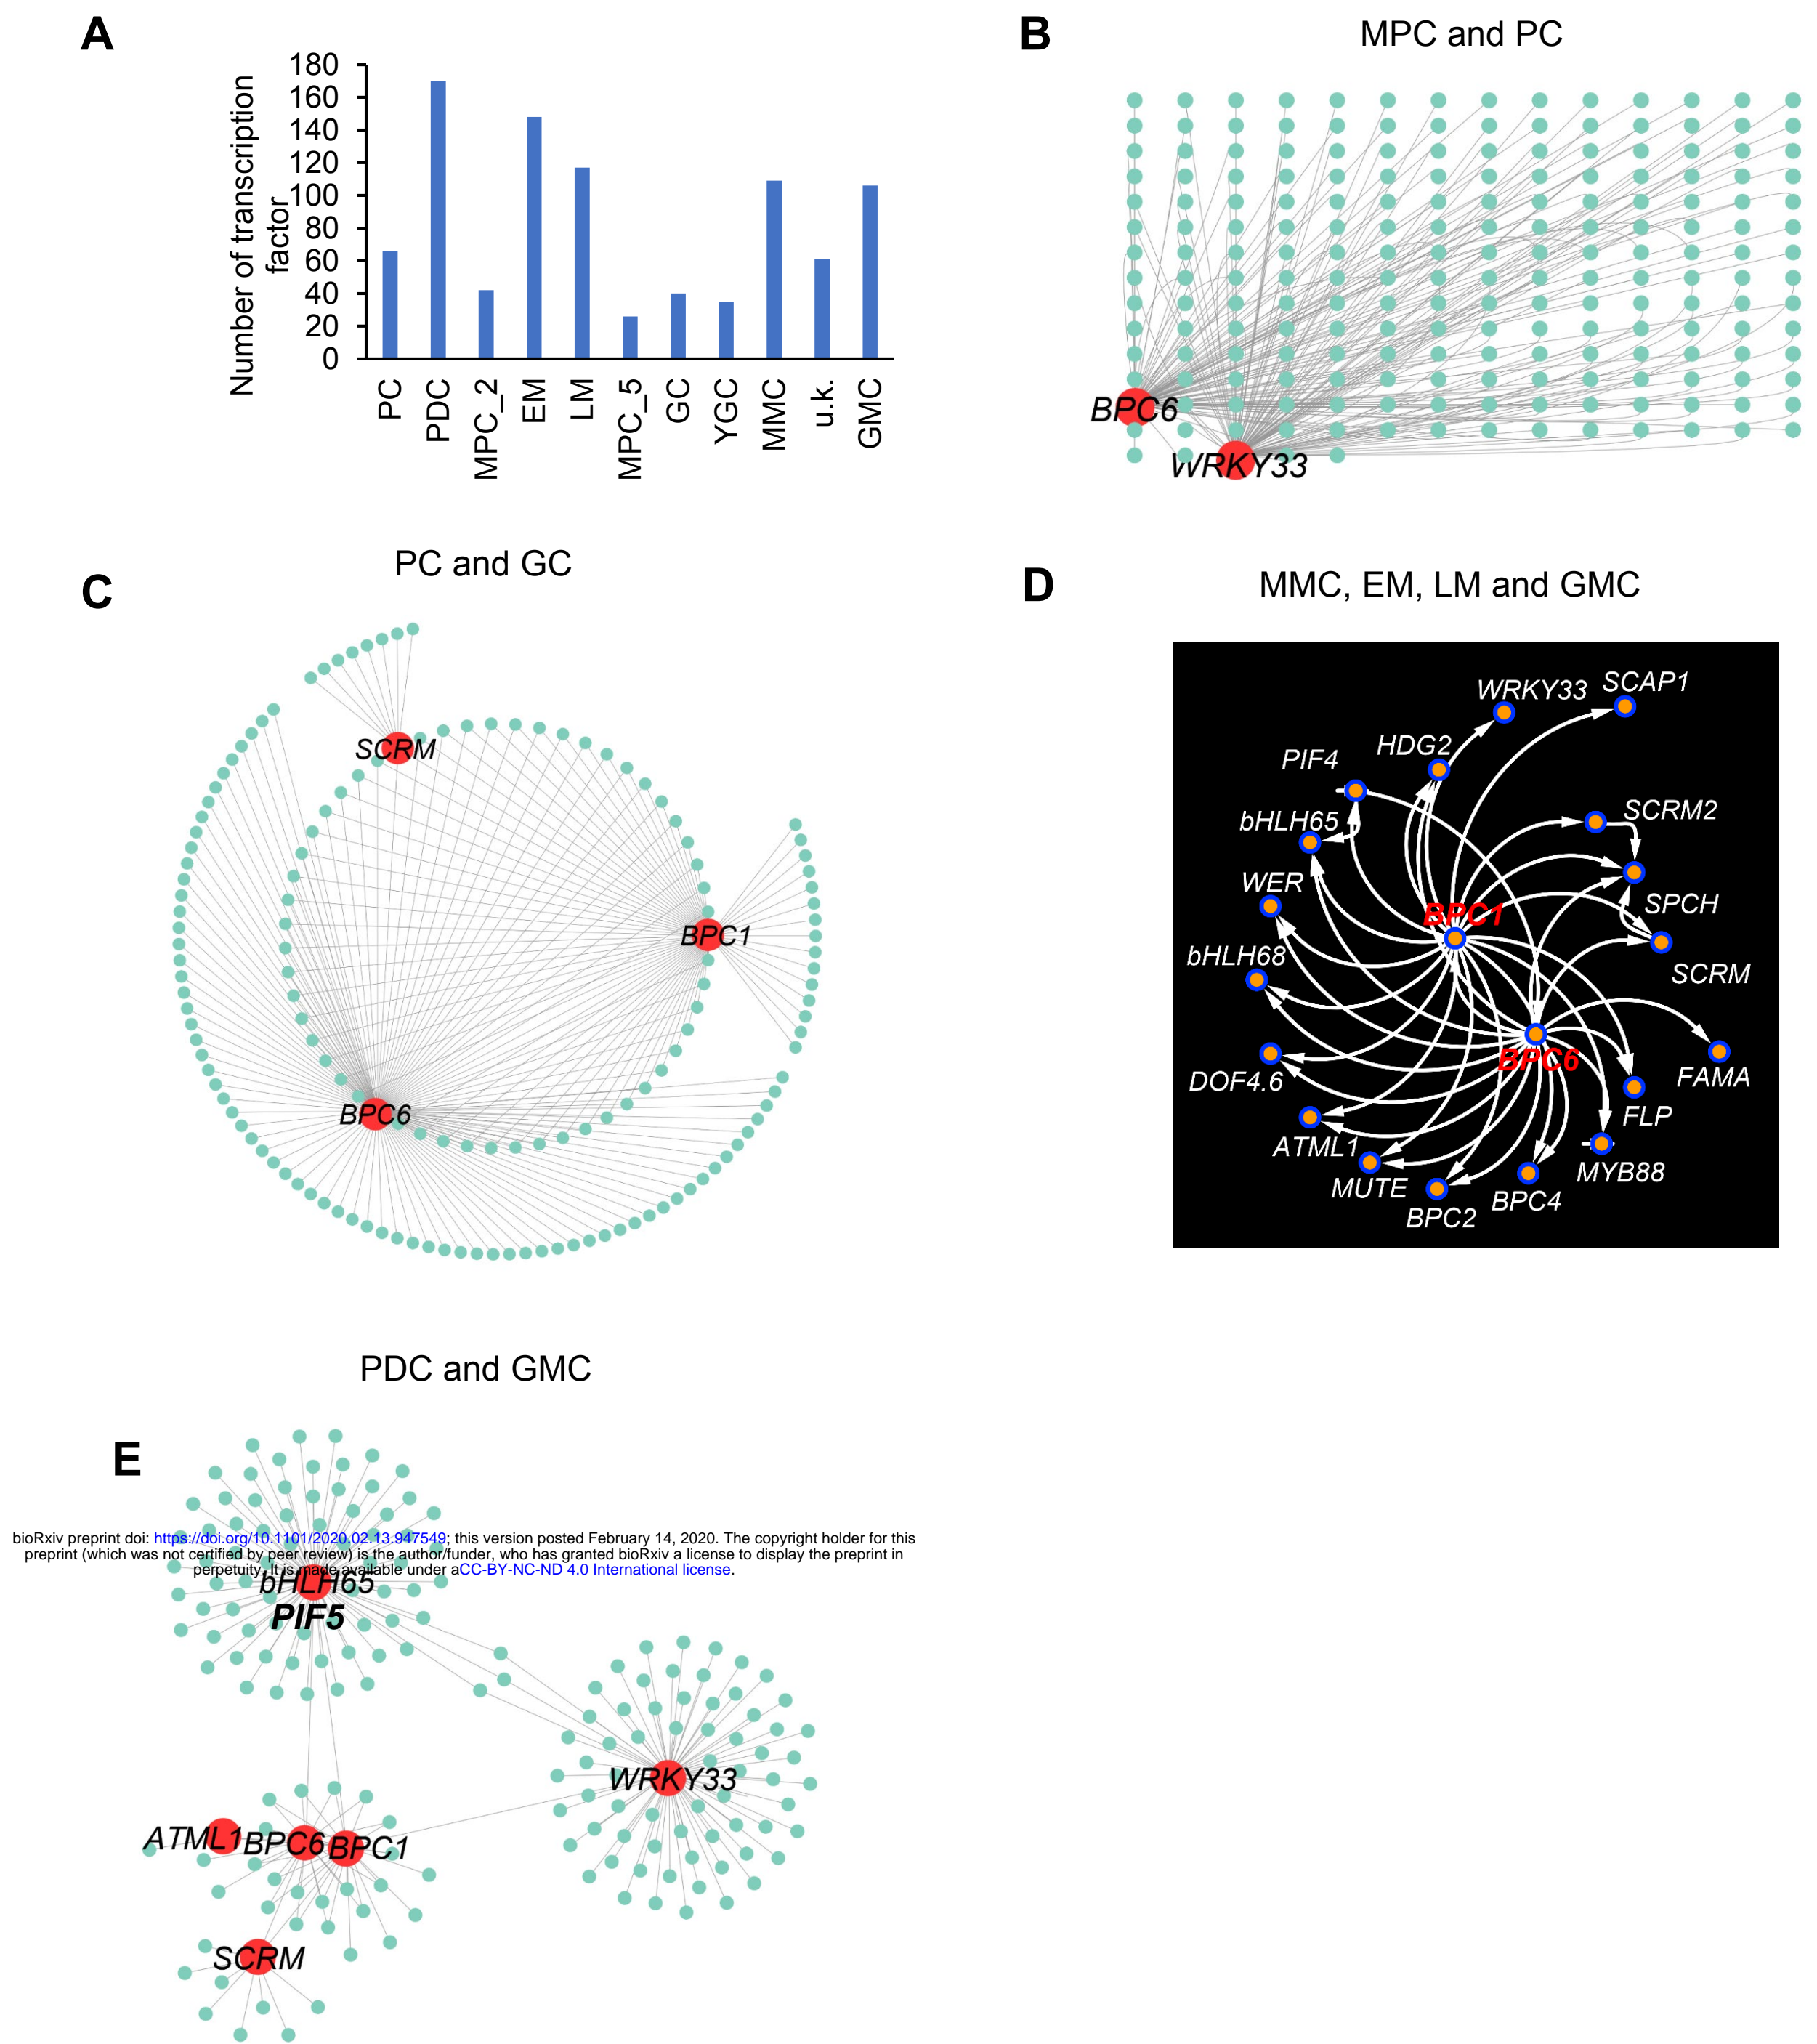 A
180
160
140
120
100
80
60
40
20
0
Number of transcription
factor
PC
PDC
MPC_2
EM
LM
MPC_5
GC
YGC
MMC
u.k.
GMC
B
MPC and PC
BPC6
WRKY33
C
PC and GC
SCRM
BPC1
BPC6
D
MMC, EM, LM and GMC
WRKY33
SCAP1
HDG2
PIF4
SCRM2
bHLH65
WER
SPCH
BPC1
bHLH68
SCRM
BPC6
DOF4.6
FAMA
FLP
ATML1
MYB88
MUTE
BPC4
BPC2
PDC and GMC
E
bioRxiv preprint doi: https://doi.org/10.1101/2020.02.13.947549; this version posted February 14, 2020. The copyright holder for this
preprint (which was not certified by peer review) is the author/funder, who has granted bioRxiv a license to display the preprint in
perpetuity. It is made available under aCC-BY-NC-ND 4.0 International license.
bHLH65
PIF5
WRKY33
ATML1
BPC6
BPC1
SCRM